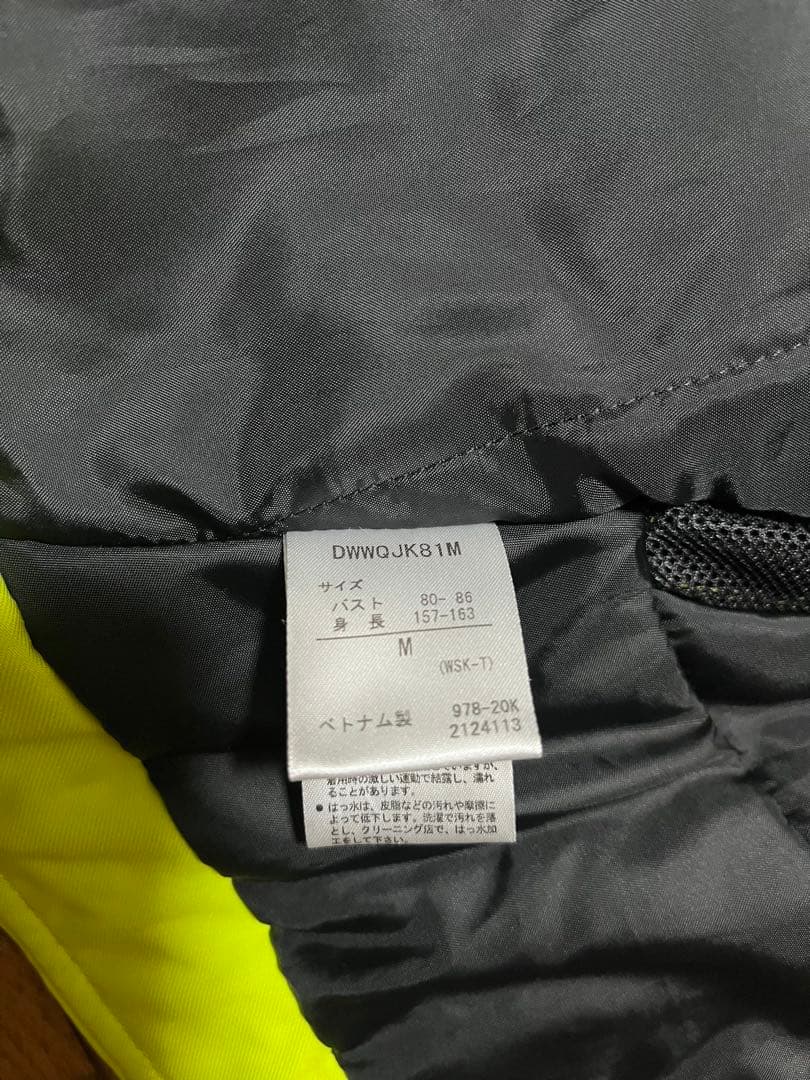 DWWQJK81M
サイズ
バスト 80- 86
身 長 157-163
M
(WSK-T)
ベトナム製 978-20K
2124113
ていますが、
着用時の激しい運動で結露し、濡れ
ることがあります。
● はっ水は、皮脂などの汚れや摩擦に
よって低下します。洗濯で汚れを落
とし、クリーニング店で、はっ水加
工をして下さい。